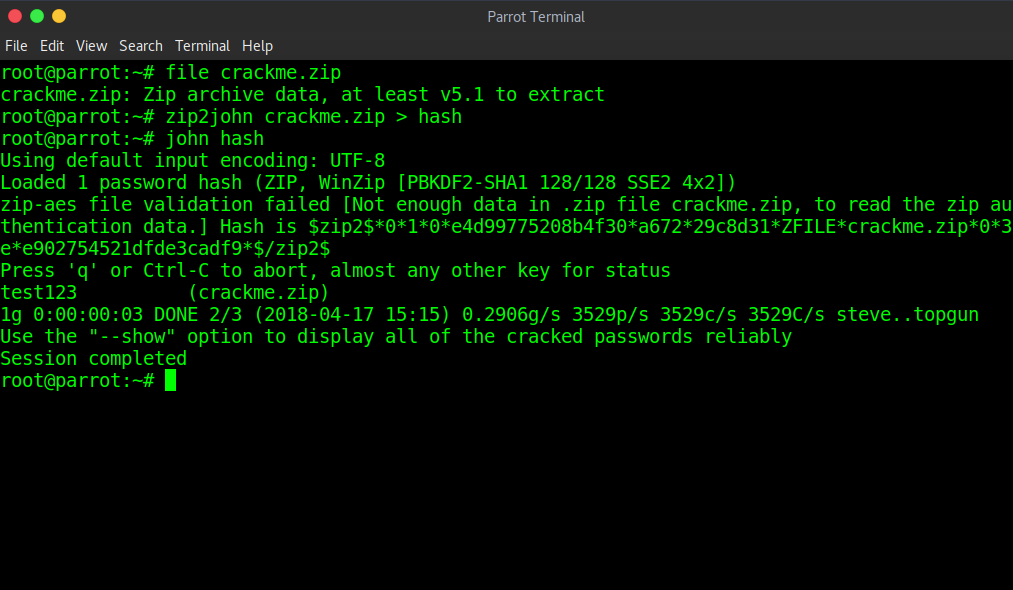 Parrot Terminal
File Edit View Search Terminal Help
root@parrot:~# file crackme.zip
crackme.zip: Zip archive data, at least v5.1 to extract
root@parrot:~# zip2john crackme.zip > hash
root@parrot:~# john hash
Using default input encoding: UTF-8
Loaded 1 password hash (ZIP, WinZip [PBKDF2-SHA1 128/128 SSE2 4x2])
zip-aes file validation failed [Not enough data in .zip file crackme.zip, to read the zip au
thentication data.] Hash is $zip2$*0*1*0*e4d99775208b4f30*a672*29c8d31*ZFILE*crackme.zip*0*3
e*e902754521dfde3cadf9*$/zip2$
Press 'q' or Ctrl-C to abort, almost any other key for status
test123          (crackme.zip)
1g 0:00:00:03 DONE 2/3 (2018-04-17 15:15) 0.2906g/s 3529p/s 3529c/s 3529C/s steve..topgun
Use the "--show" option to display all of the cracked passwords reliably
Session completed
root@parrot:~#